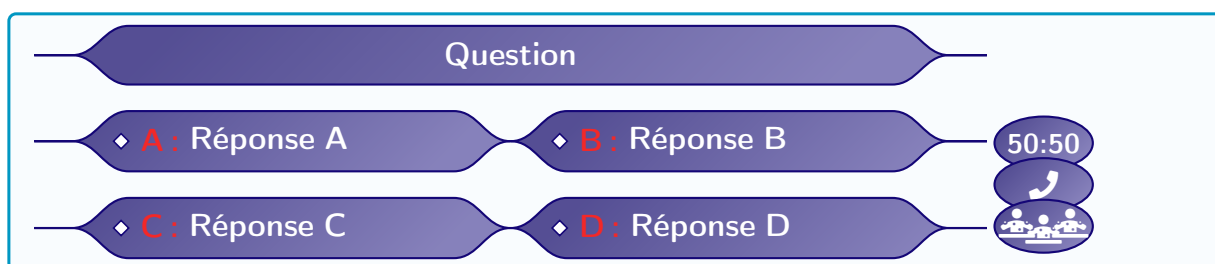 Question
A : Réponse A
B : Réponse B
50:50
C : Réponse C
D : Réponse D